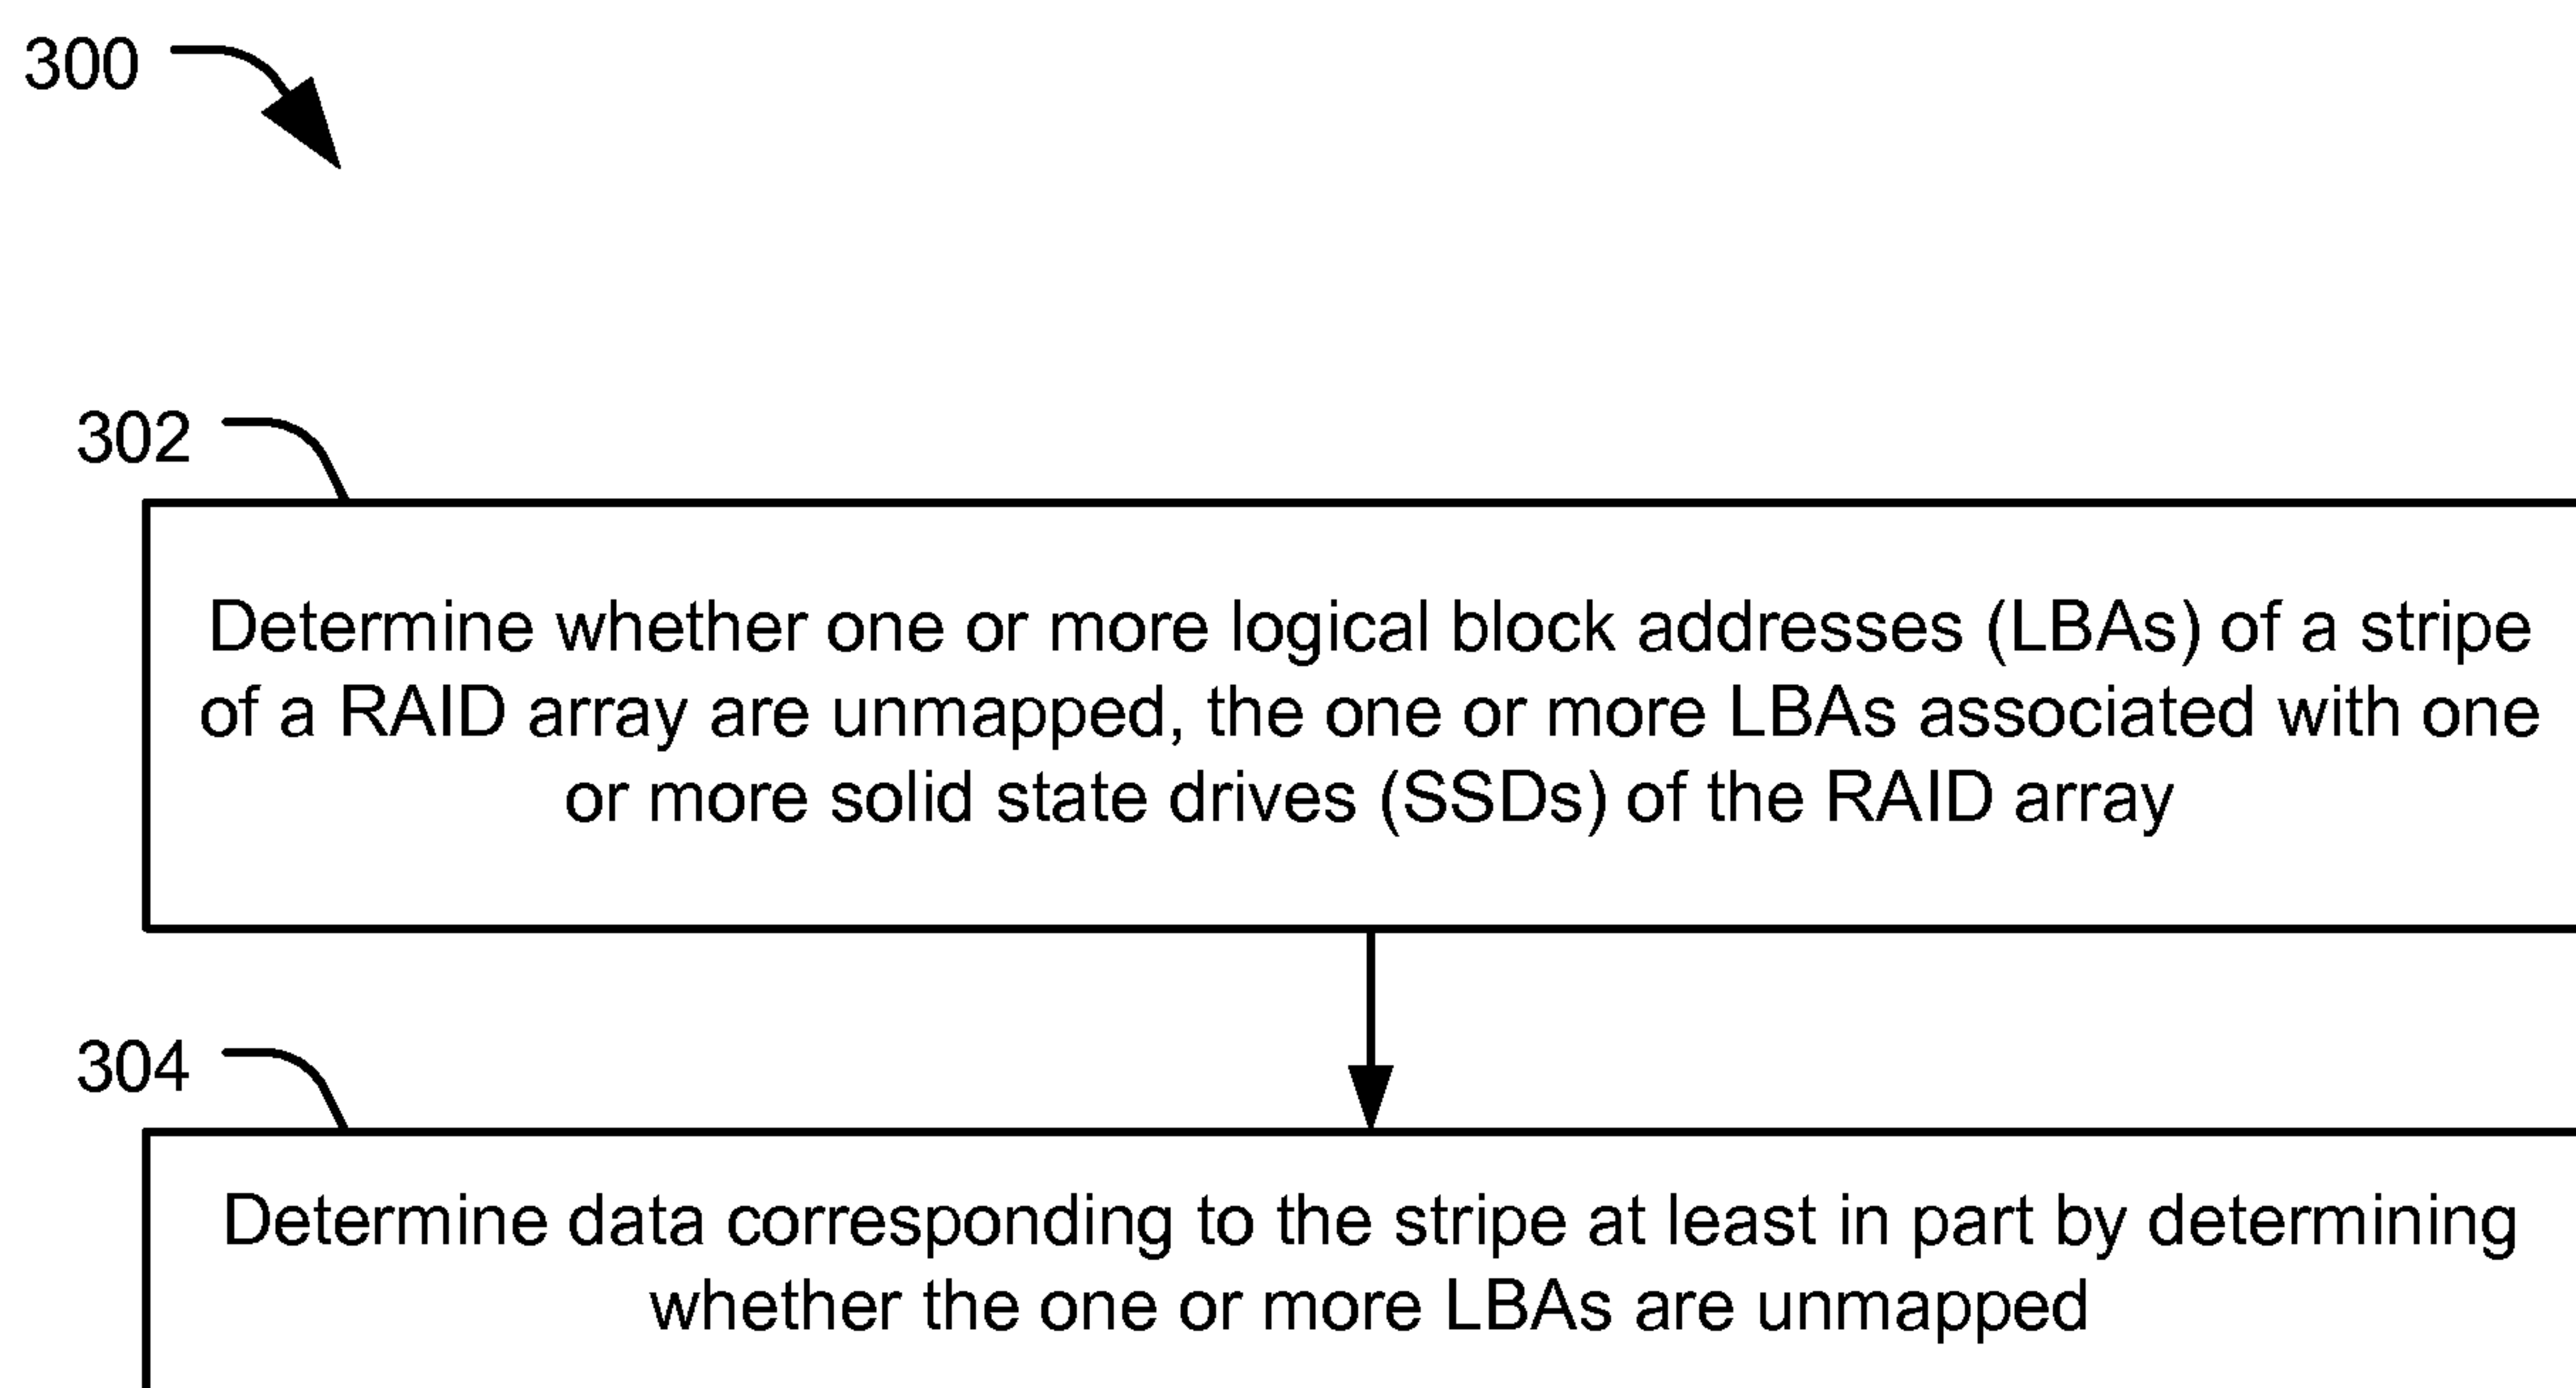 300
302
Determine whether one or more logical block addresses (LBAs) of a stripe
of a RAID array are unmapped, the one or more LBAs associated with one
or more solid state drives (SSDs) of the RAID array
304
Determine data corresponding to the stripe at least in part by determining
whether the one or more LBAs are unmapped